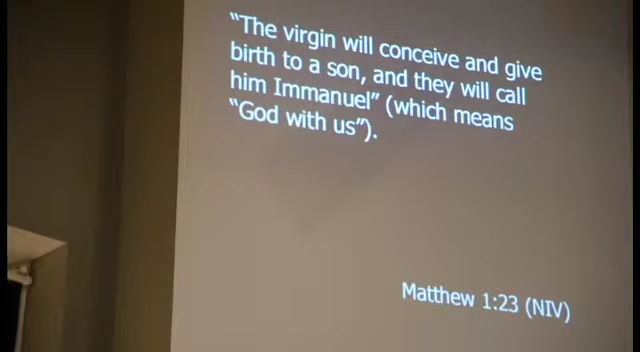 “The virgin will conceive and give
birth to a son, and they will call
him Immanuel” (which means
“God with us”).
Matthew 1:23 (NIV)